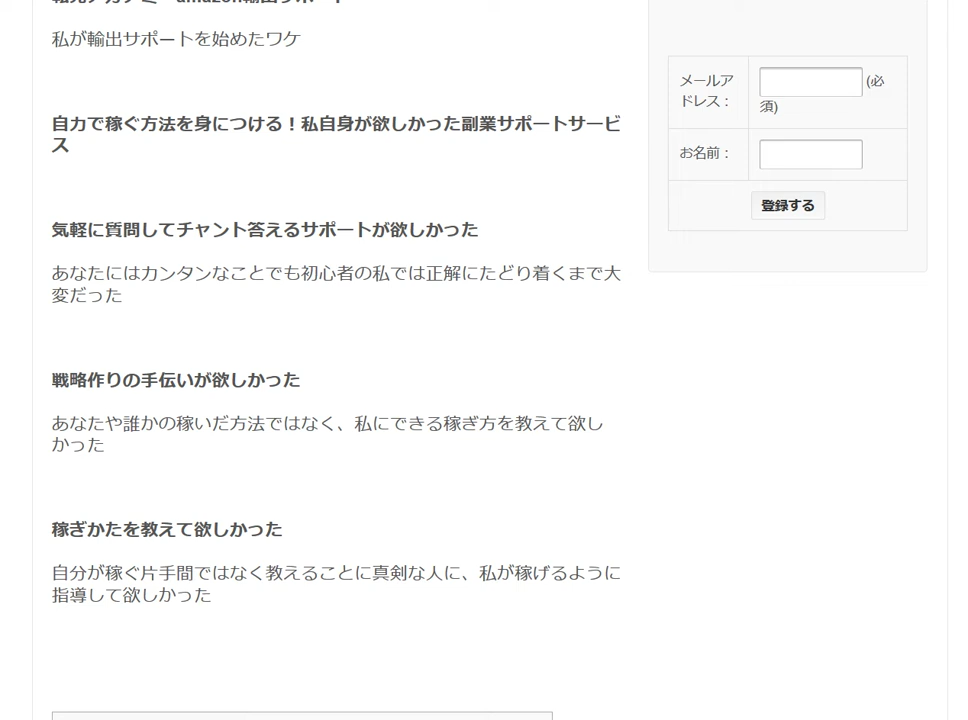 私が輸出サポートを始めたワケ
自力で稼ぐ方法を身につける！私自身が欲しかった副業サポートサービ
ス
気軽に質問してチャント答えるサポートが欲しかった
あなたにはカンタンなことでも初心者の私では正解にたどり着くまで大
変だった
戦略作りの手伝いが欲しかった
あなたや誰かの稼いだ方法ではなく、私にできる稼ぎ方を教えて欲し
かった
稼ぎかたを教えて欲しかった
自分が稼ぐ片手間ではなく教えることに真剣な人に、私が稼げるように
指導して欲しかった
メールア
ドレス：
(必
須)
お名前：
登録する